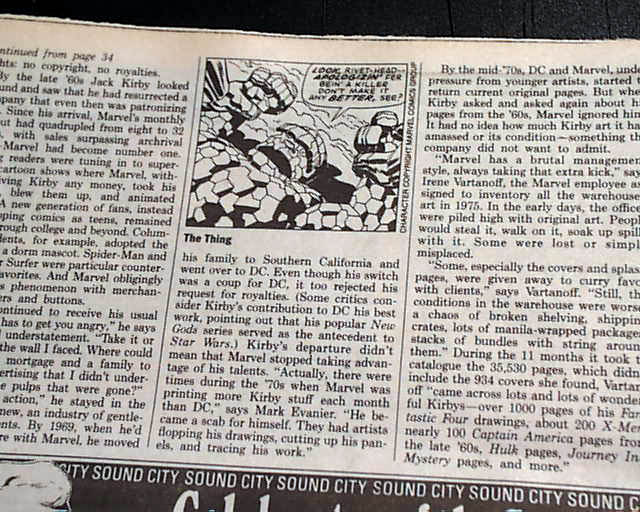 ntinued from page 34
hts: no copyright, no royalties.
By the late '60s Jack Kirby looked
und and saw that he had resurrected a
pany that even then was patronizing
. Since his arrival, Marvel's monthly
t had quadrupled from eight to 32
with sales surpassing archrival
Marvel had become number one.
g readers were tuning in to super-
cartoon shows where Marvel, with-
iving Kirby any money, took his
blew them up, and animated
A new generation of fans, instead
pping comics as teens, remained
rough college and beyond. Colum-
dents, for example, adopted the
a dorm mascot. Spider-Man and
r Surfer were particular counter-
avorites. And Marvel obligingly
s phenomenon with merchan-
ers and buttons.
ontinued to receive his usual
has to get you angry," he says
l understatement. "Take it or
the wall I faced. Where could
mortgage and a family to
ertising that I didn't under-
e pulps that were gone?"
action," he stayed in the
new, an industry of gentle-
ents. By 1969, when he'd
re with Marvel, he moved
LOOK, RIVET-HEAD--
APOLOGIZIN' FER
BEIN' A KILLER
DON'T MAKE IT
ANY BETTER, SEE?
CHARACTERS: COPYRIGHT MARVEL COMICS GROUP
The Thing
his family to Southern California and
went over to DC. Even though his switch
was a coup for DC, it too rejected his
request for royalties. (Some critics con-
sider Kirby's contribution to DC his best
work, pointing out that his popular New
Gods series served as the antecedent to
Star Wars.) Kirby's departure didn't
mean that Marvel stopped taking advan-
tage of his talents. "Actually, there were
times during the '70s when Marvel was
printing more Kirby stuff each month
than DC," says Mark Evanier. "He be-
came a scab for himself. They had artists
flopping his drawings, cutting up his pan-
els, and tracing his work."
By the mid-'70s, DC and Marvel, unde
pressure from younger artists, started t
return current original pages. But whe
Kirby asked and asked again about hi
pages from the '60s, Marvel ignored him
It had no idea how much Kirby art it had
amassed or its condition—something th
company did not want to admit.
"Marvel has a brutal managemen
style, always taking that extra kick," say
Irene Vartanoff, the Marvel employee as
signed to inventory all the warehouse
art in 1975. In the early days, the office
were piled high with original art. People
would steal it, walk on it, soak up spill
with it. Some were lost or simpl
misplaced.
"Some, especially the covers and splas
pages, were given away to curry favo
with clients," says Vartanoff. "Still, th
conditions in the warehouse were worse
a chaos of broken shelving, shipping
crates, lots of manila-wrapped package
stacks of bundles with string aroun
them." During the 11 months it took t
catalogue the 35,530 pages, which didn
include the 934 covers she found, Vartan
off "came across lots and lots of wonder
ful Kirbys—over 1000 pages of his Fan
tastic Four drawings, about 200 X-Men
nearly 100 Captain America pages from
the late '60s, Hulk pages, Journey In
Mystery pages, and more."
CITY SOUND CITY SOUND CITY SOUND CITY SOUND CITY SOUND CITY SOUND CITY SOUND C